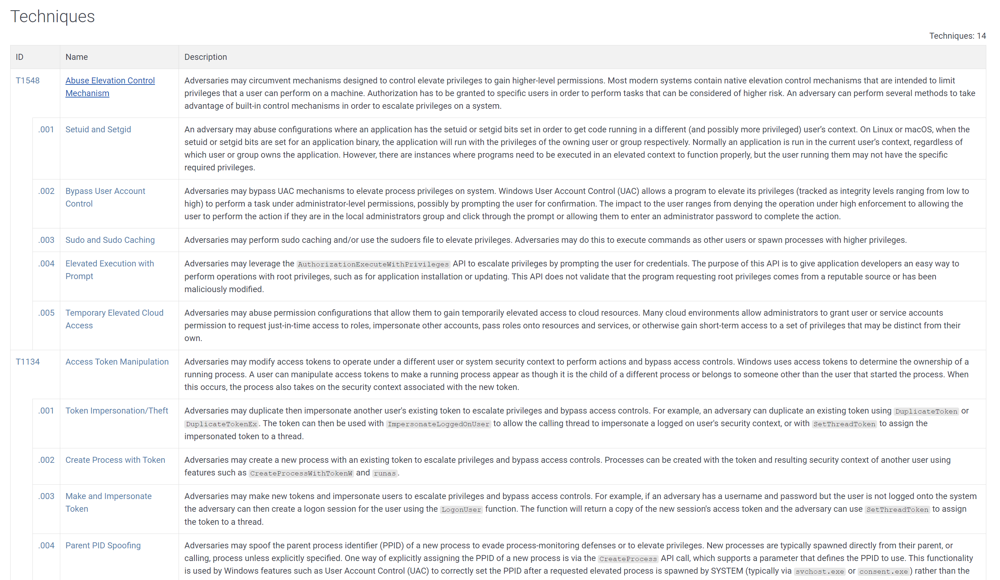 Techniques
Techniques: 14
ID Name Description
T1548 Abuse Elevation Control Mechanism
Adversaries may circumvent mechanisms designed to control elevate privileges to gain higher-level permissions. Most modern systems contain native elevation control mechanisms that are intended to limit
privileges that a user can perform on a machine. Authorization has to be granted to specific users in order to perform tasks that can be considered of higher risk. An adversary can perform several methods to take
advantage of built-in control mechanisms in order to escalate privileges on a system.
.001 Setuid and Setgid
An adversary may abuse configurations where an application has the setuid or setgid bits set in order to get code running in a different (and possibly more privileged) user’s context. On Linux or macOS, when the
setuid or setgid bits are set for an application binary, the application will run with the privileges of the owning user or group respectively. Normally an application is run in the current user’s context, regardless of
which user or group owns the application. However, there are instances where programs need to be executed in an elevated context to function properly, but the user running them may not have the specific
required privileges.
.002 Bypass User Account Control
Adversaries may bypass UAC mechanisms to elevate process privileges on system. Windows User Account Control (UAC) allows a program to elevate its privileges (tracked as integrity levels ranging from low to
high) to perform a task under administrator-level permissions, possibly by prompting the user for confirmation. The impact to the user ranges from denying the operation under high enforcement to allowing the
user to perform the action if they are in the local administrators group and click through the prompt or allowing them to enter an administrator password to complete the action.
.003 Sudo and Sudo Caching
Adversaries may perform sudo caching and/or use the sudoers file to elevate privileges. Adversaries may do this to execute commands as other users or spawn processes with higher privileges.
.004 Elevated Execution with Prompt
Adversaries may leverage the AuthorizationExecuteWithPrivileges API to escalate privileges by prompting the user for credentials. The purpose of this API is to give application developers an easy way to
perform operations with root privileges, such as for application installation or updating. This API does not validate that the program requesting root privileges comes from a reputable source or has been
maliciously modified.
.005 Temporary Elevated Cloud Access
Adversaries may abuse permission configurations that allow them to gain temporarily elevated access to cloud resources. Many cloud environments allow administrators to grant user or service accounts
permission to request just-in-time access to roles, impersonate other accounts, pass roles onto resources and services, or otherwise gain short-term access to a set of privileges that may be distinct from their
own.
T1134 Access Token Manipulation
Adversaries may modify access tokens to operate under a different user or system security context to perform actions and bypass access controls. Windows uses access tokens to determine the ownership of a
running process. A user can manipulate access tokens to make a running process appear as though it is the child of a different process or belongs to someone other than the user that started the process. When
this occurs, the process also takes on the security context associated with the new token.
.001 Token Impersonation/Theft
Adversaries may duplicate then impersonate another user's existing token to escalate privileges and bypass access controls. For example, an adversary can duplicate an existing token using DuplicateToken or
DuplicateTokenEx. The token can then be used with ImpersonateLoggedOnUser to allow the calling thread to impersonate a logged on user's security context, or with SetThreadToken to assign the
impersonated token to a thread.
.002 Create Process with Token
Adversaries may create a new process with an existing token to escalate privileges and bypass access controls. Processes can be created with the token and resulting security context of another user using
features such as CreateProcessWithTokenW and runas.
.003 Make and Impersonate Token
Adversaries may make new tokens and impersonate users to escalate privileges and bypass access controls. For example, if an adversary has a username and password but the user is not logged onto the system
the adversary can then create a logon session for the user using the LogonUser function. The function will return a copy of the new session's access token and the adversary can use SetThreadToken to assign
the token to a thread.
.004 Parent PID Spoofing
Adversaries may spoof the parent process identifier (PPID) of a new process to evade process-monitoring defenses or to elevate privileges. New processes are typically spawned directly from their parent, or
calling, process unless explicitly specified. One way of explicitly assigning the PPID of a new process is via the CreateProcess API call, which supports a parameter that defines the PPID to use. This functionality
is used by Windows features such as User Account Control (UAC) to correctly set the PPID after a requested elevated process is spawned by SYSTEM (typically via svchost.exe or consent.exe) rather than the